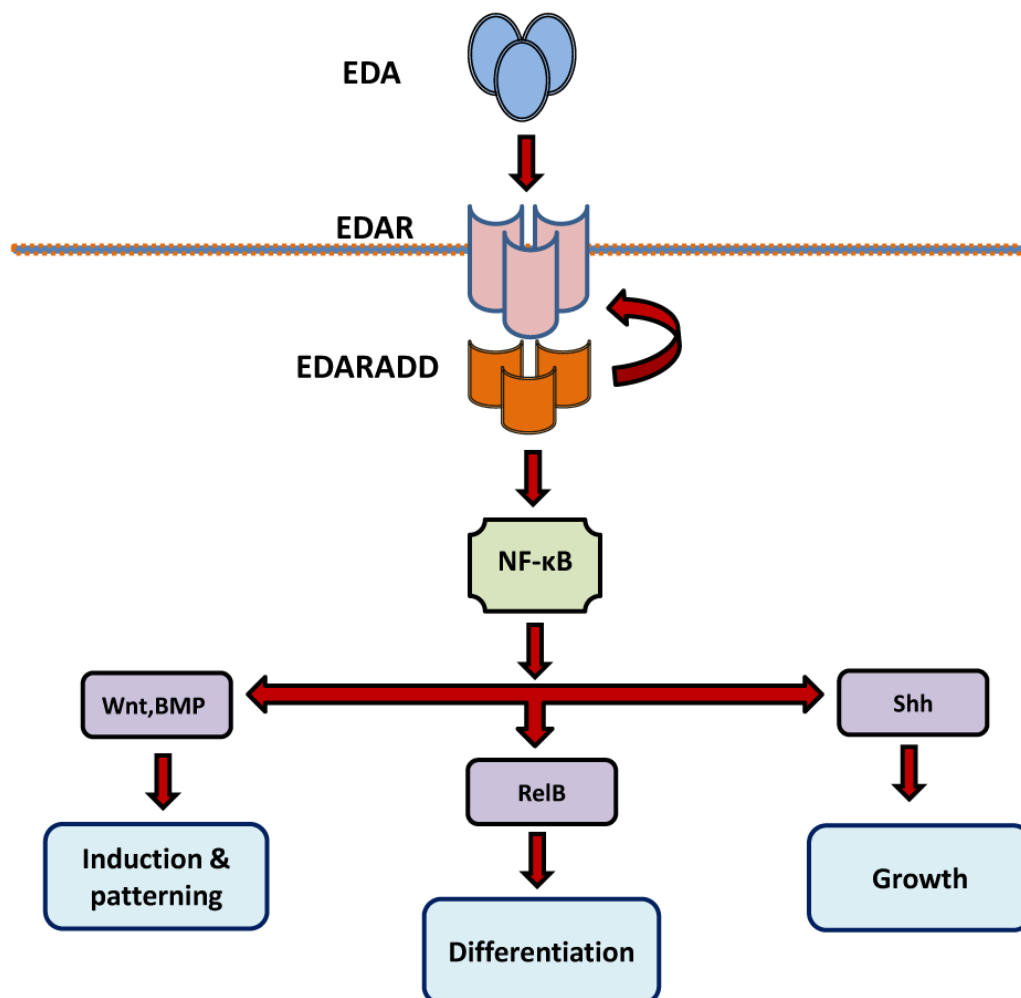 EDA
EDAR
EDARADD
NF-κB
Wnt,BMP
Shh
RelB
Induction &
patterning
Growth
Differentiation